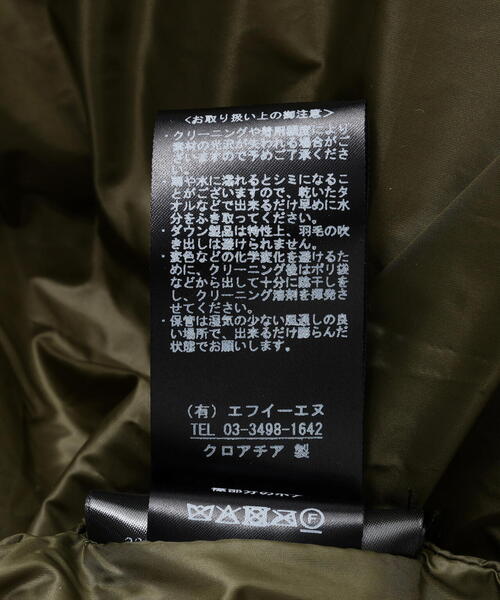 <お取り扱い上の御注意>
・クリーニングや着用頻度により
素材の光沢が失われる場合がご
ざいますので予めご了承くださ
い。
・雨や水に濡れるとシミになるこ
とがございますので、乾いたタ
オルなどで出来るだけ早めに水
分をふき取ってください。
・ダウン製品は特性上、羽毛の吹
き出しは避けられません。
・変色などの化学変化を避けるた
めに、クリーニング後はポリ袋
などから出して十分に陰干しを
し、クリーニング溶剤を揮発さ
せてください。
・保管は湿気の少ない風通しの良
い場所で、出来るだけ膨らんだ
状態でお願いします。
(有) エフイーエヌ
TEL 03-3498-1642
クロアチア 製
F